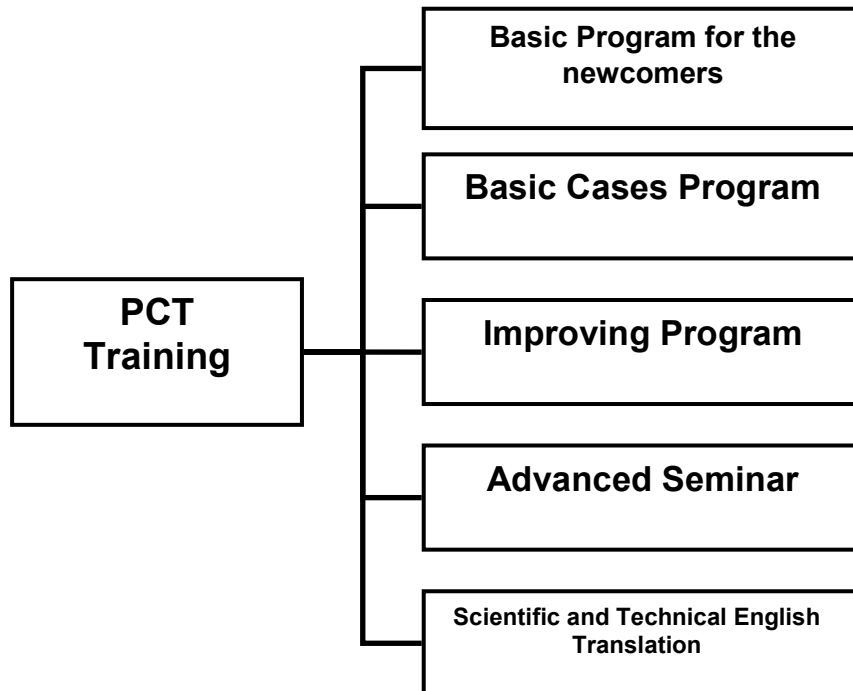 PCT
Training
Basic Program for the
newcomers
Basic Cases Program
Improving Program
Advanced Seminar
Scientific and Technical English
Translation